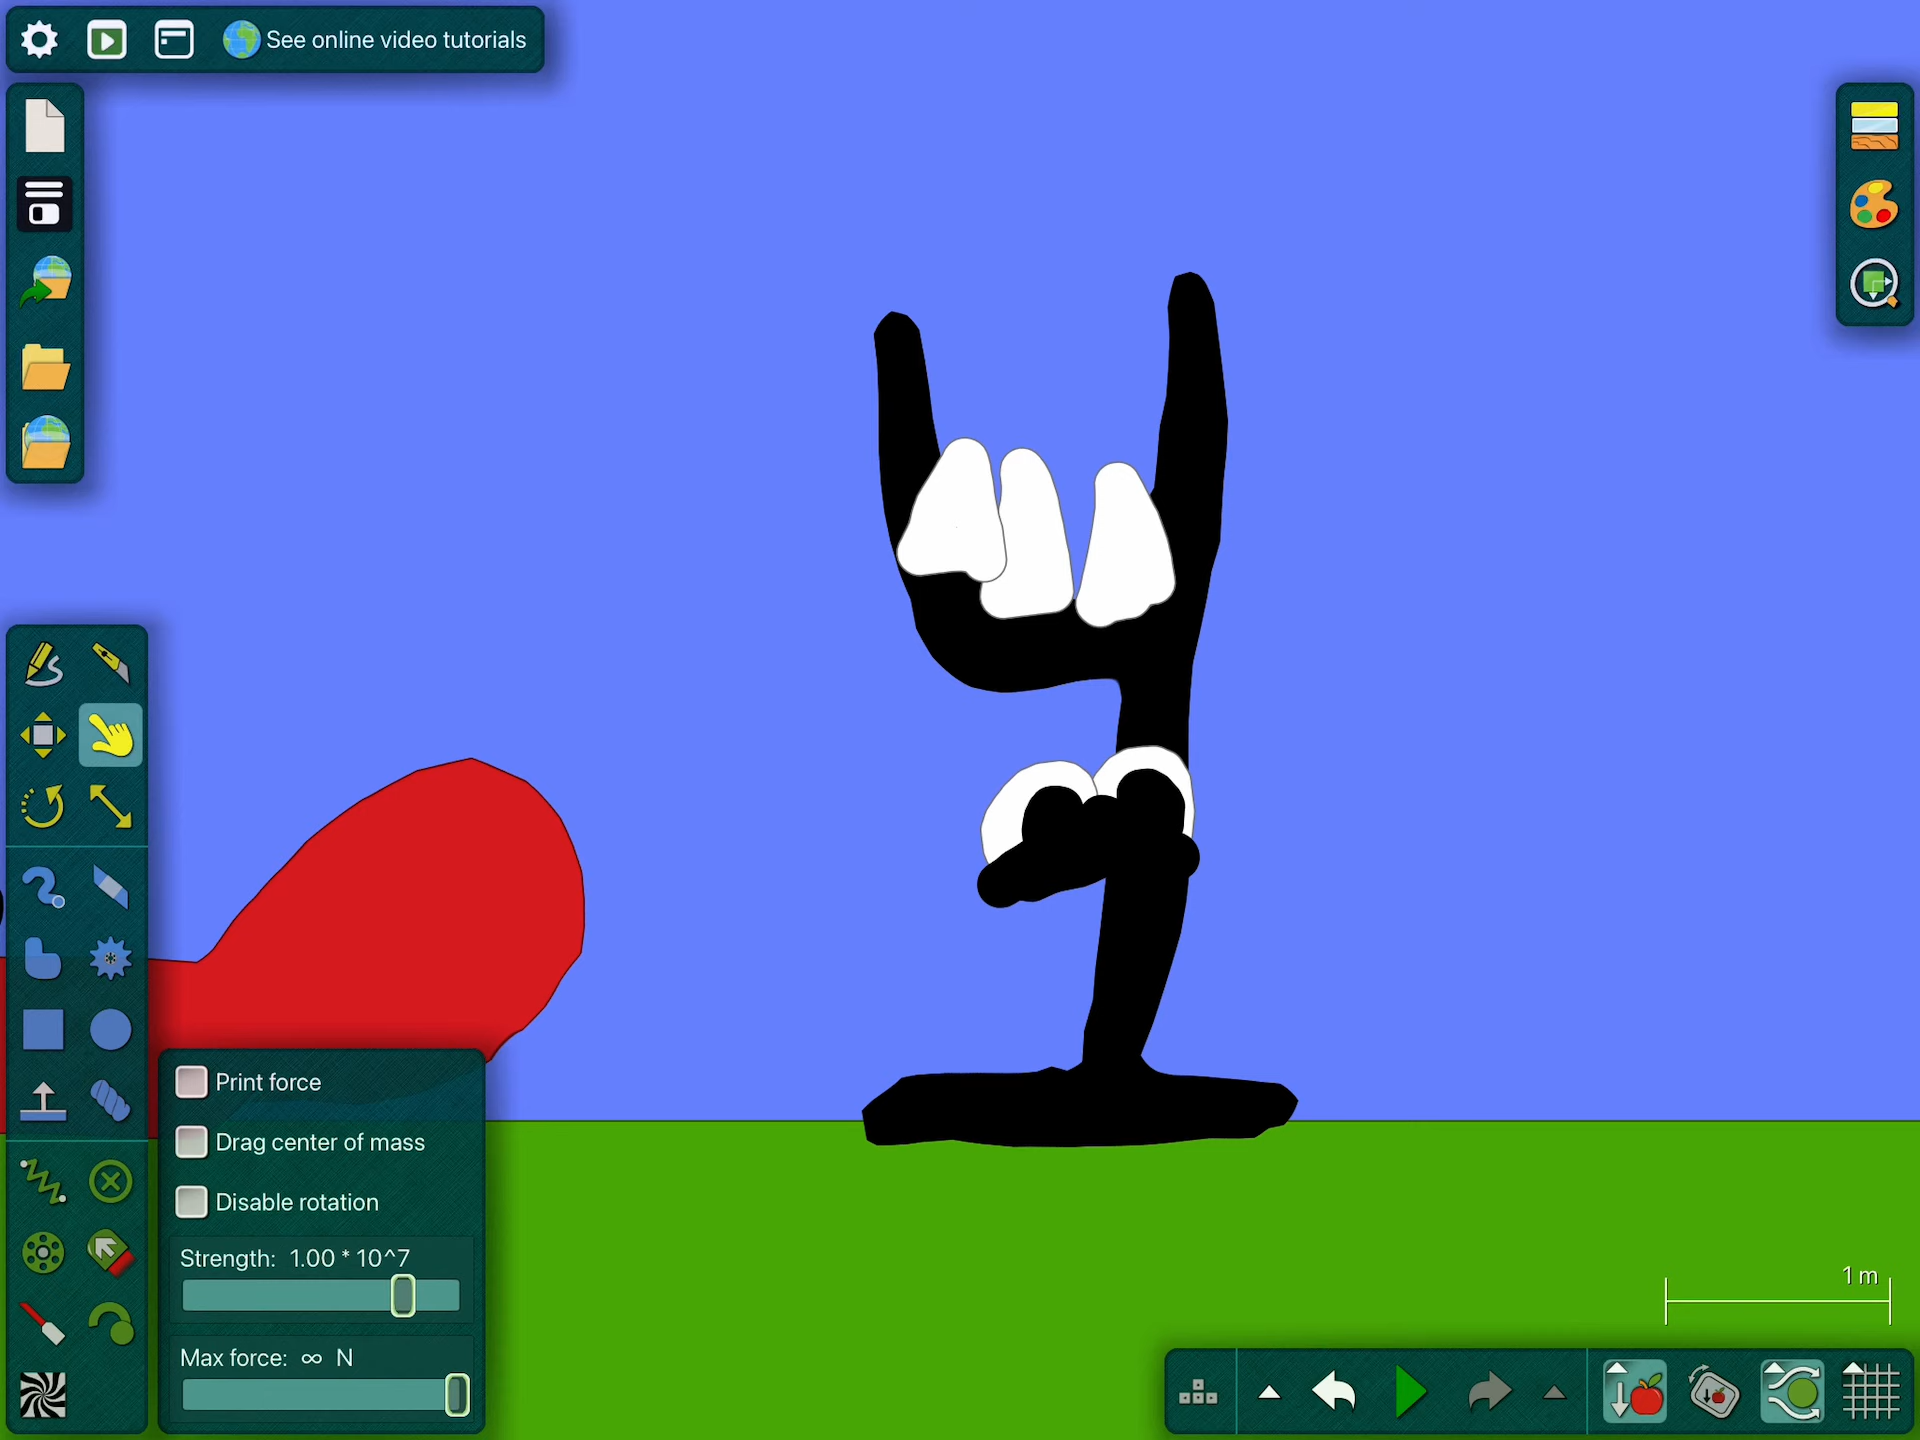 See online video tutorials
Print force
Drag center of mass
Disable rotation
Strength: 1.00 * 10^7
Max force: ∞ N
1 m